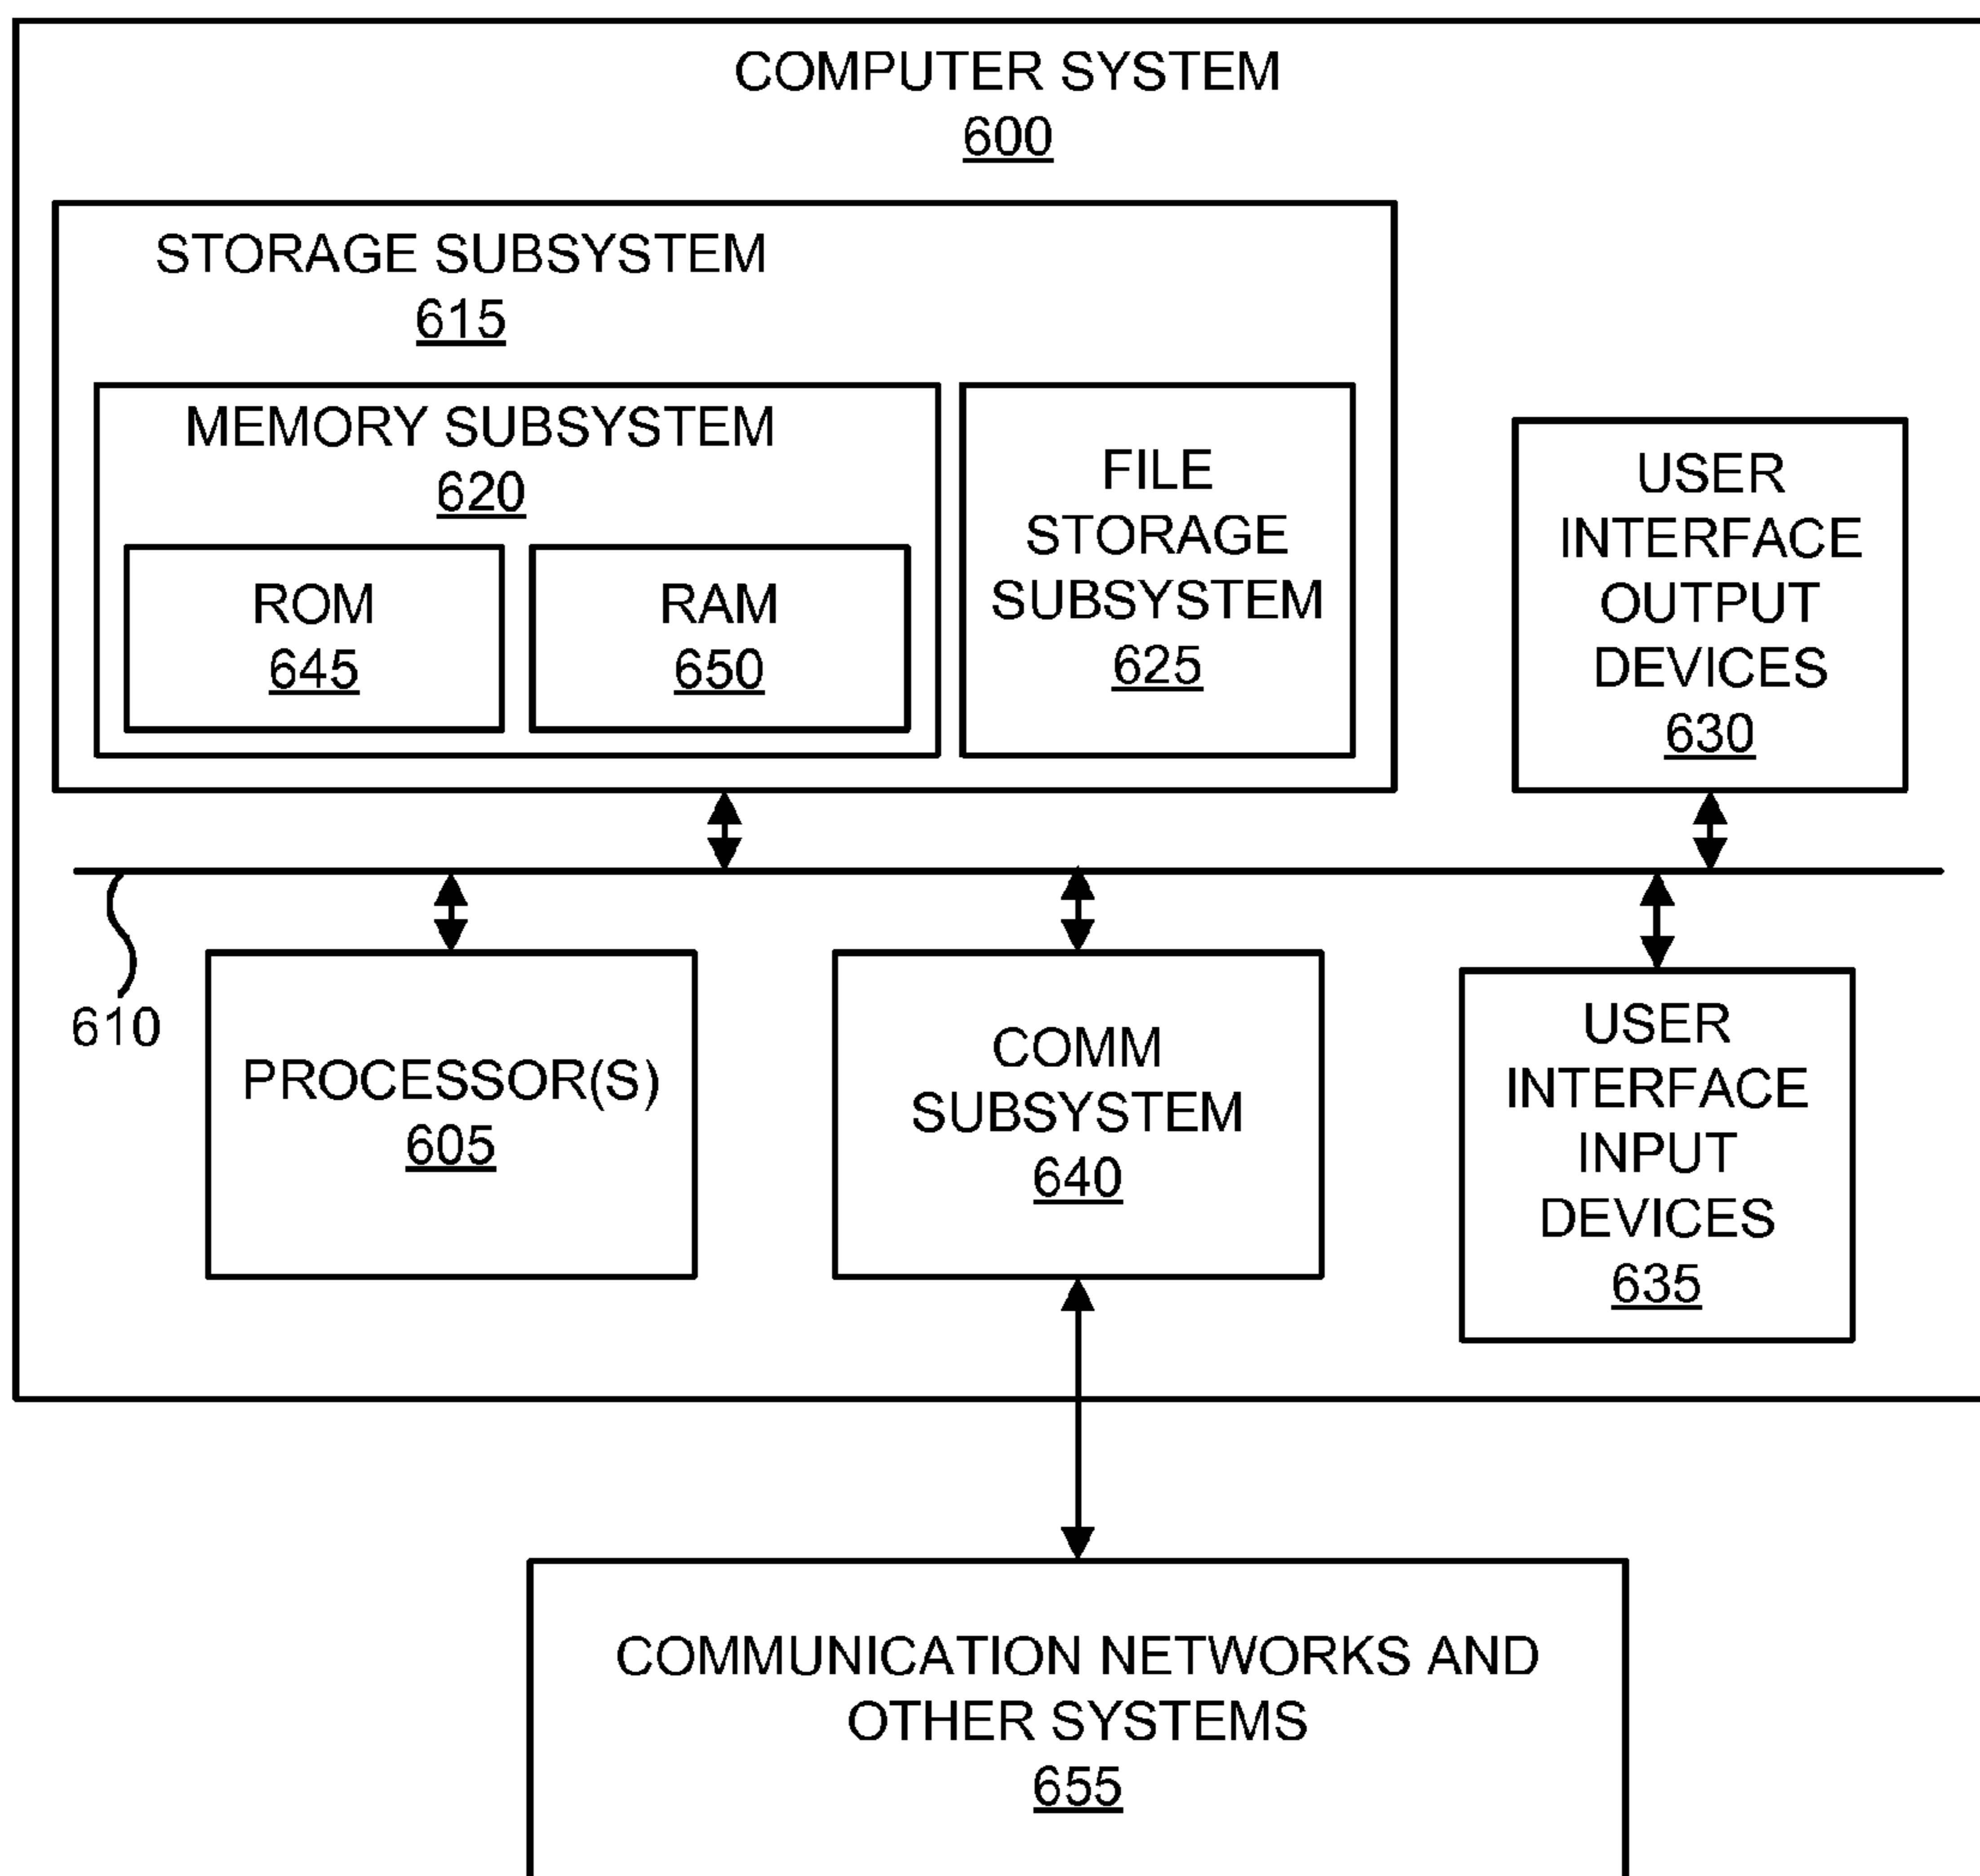 COMPUTER SYSTEM
600
STORAGE SUBSYSTEM
615
MEMORY SUBSYSTEM
620
ROM
645
RAM
650
FILE
STORAGE
SUBSYSTEM
625
USER
INTERFACE
OUTPUT
DEVICES
630
610
PROCESSOR(S)
605
COMM
SUBSYSTEM
640
USER
INTERFACE
INPUT
DEVICES
635
COMMUNICATION NETWORKS AND
OTHER SYSTEMS
655